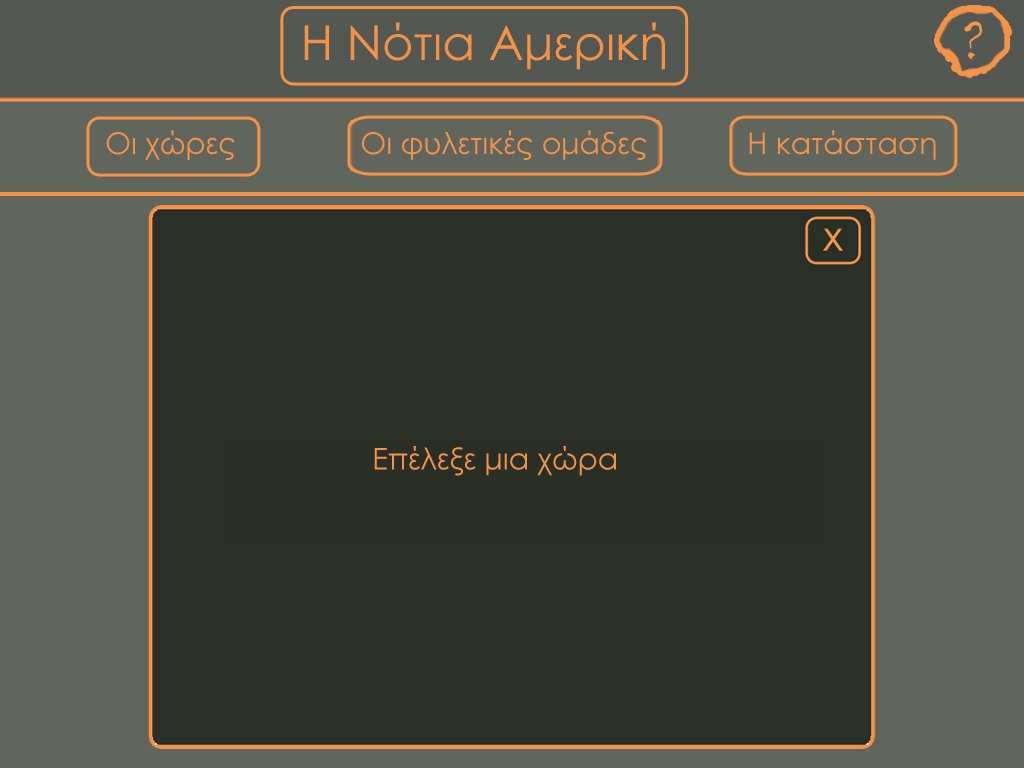 Η Νότια Αμερική
?
Οι χώρες
Οι φυλετικές ομάδες
Η κατάσταση
X
Επέλεξε μια χώρα